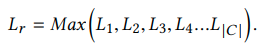 L_r = Max(L_1, L_2, L_3, L_4...L_{|C|}).